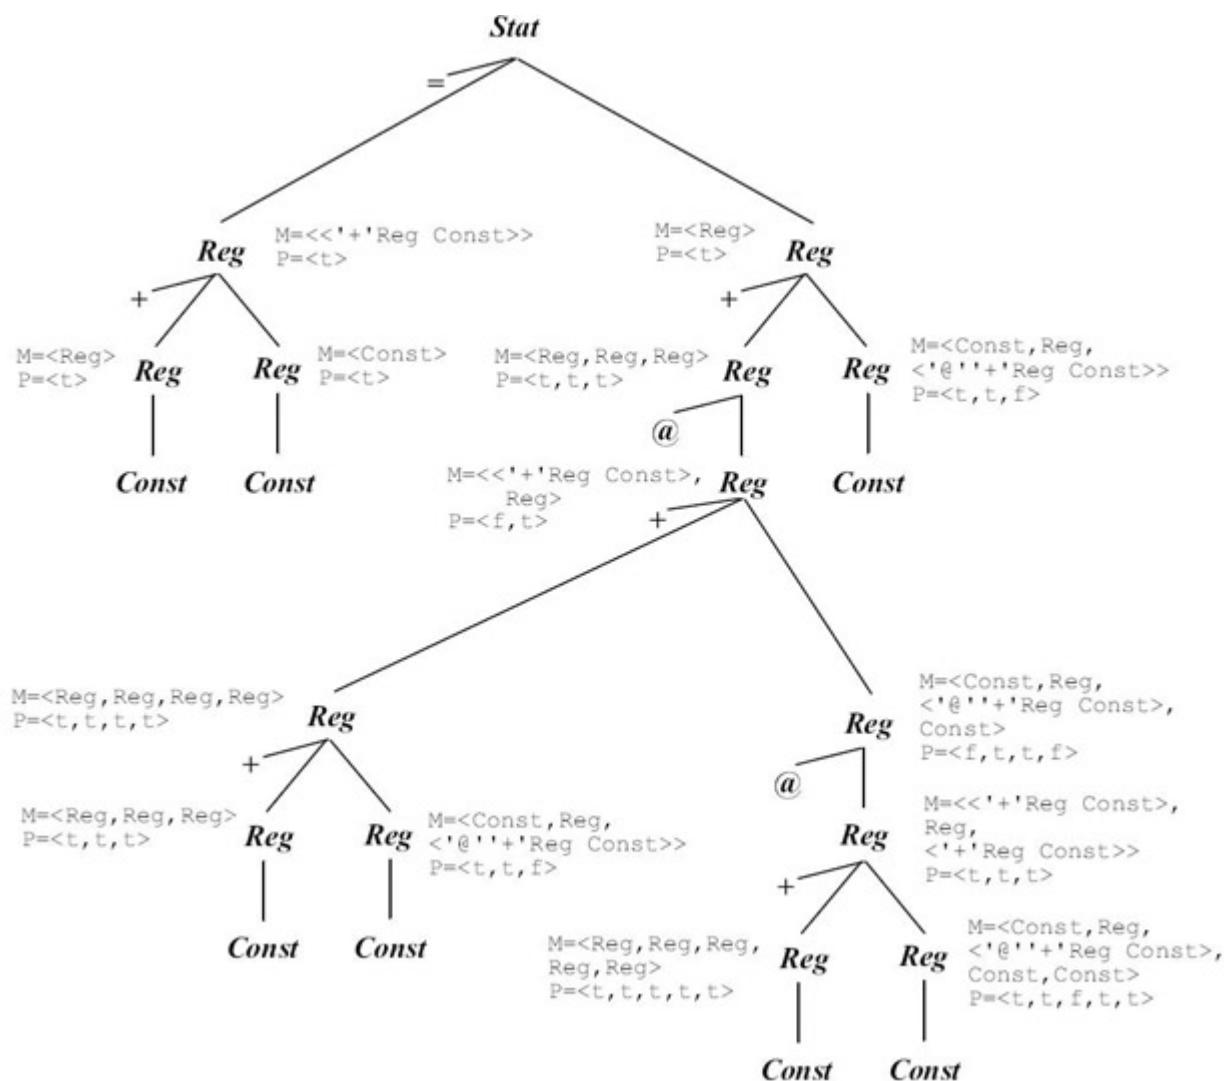 Stat
=
M=<<'+'Reg Const>>
P=<t>
Reg
M=<Reg>
P=<t>
Reg
+
+
M=<Reg>
P=<t>
Reg
Reg
M=<Const>
P=<t>
M=<Reg,Reg,Reg>
P=<t,t,t>
Reg
Reg
M=<Const,Reg,
<'@''+'Reg Const>>
P=<t,t,f>
@
Const
Const
M=<<'+'Reg Const>,
Reg>
P=<f,t>
Reg
Const
+
M=<Reg,Reg,Reg,Reg>
P=<t,t,t,t>
Reg
Reg
M=<Const,Reg,
<'@''+'Reg Const>,
Const>
P=<f,t,t,f>
+
@
M=<Reg,Reg,Reg>
P=<t,t,t>
Reg
Reg
M=<Const,Reg,
<'@''+'Reg Const>>
P=<t,t,f>
Reg
M=<<'+'Reg Const>,
Reg,
<'+'Reg Const>>
P=<t,t,t>
+
Const
Const
M=<Reg,Reg,Reg,
Reg,Reg>
P=<t,t,t,t,t>
Reg
Reg
M=<Const,Reg,
<'@''+'Reg Const>,
Const,Const>
P=<t,t,f,t,t>
Const
Const